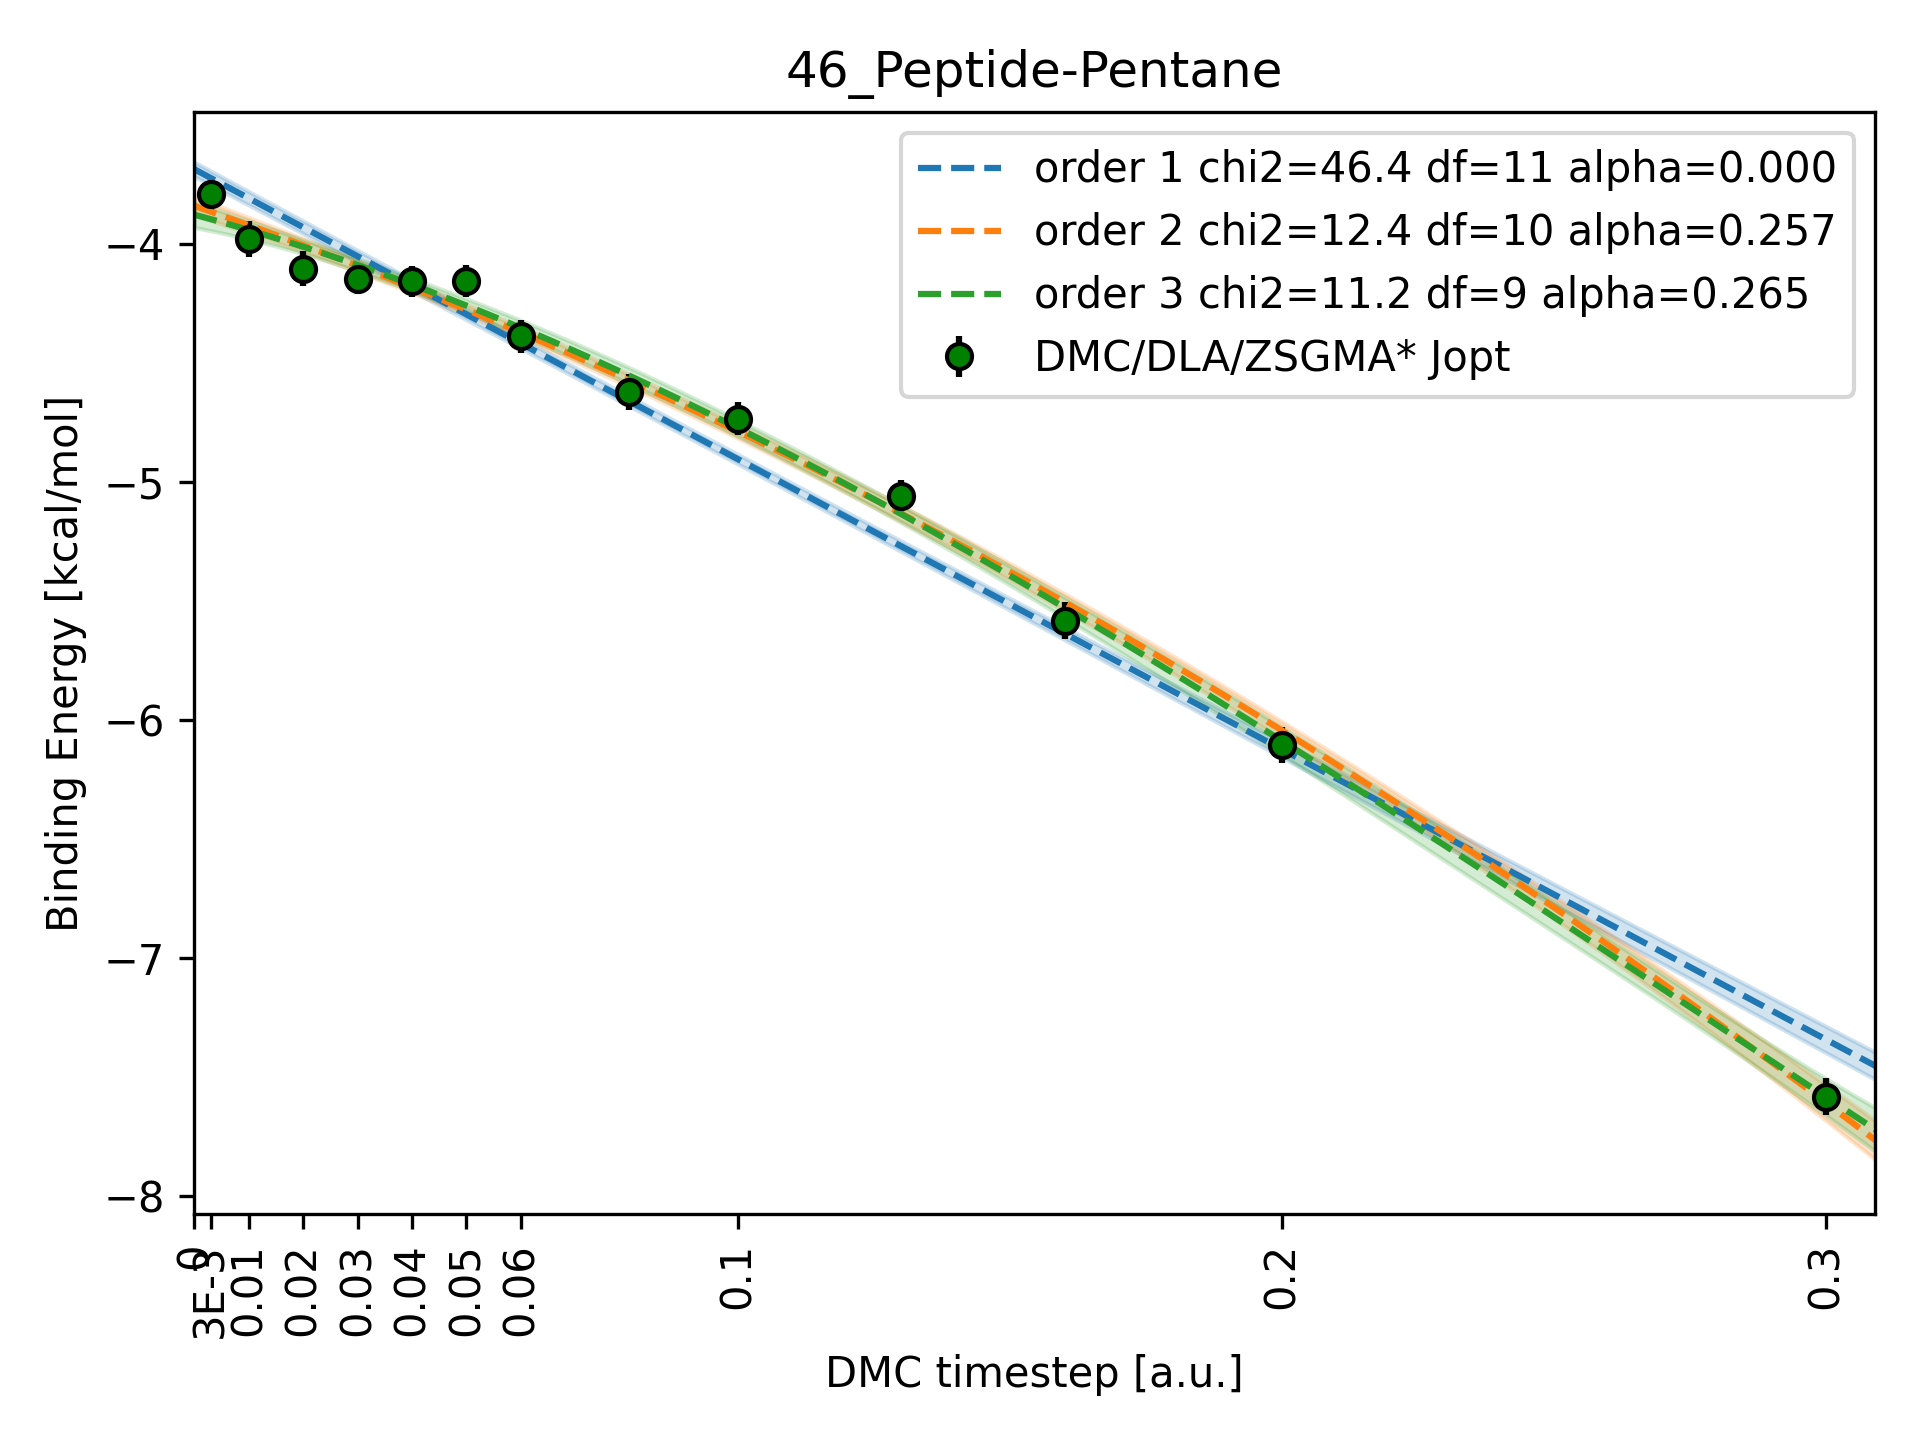 46_Peptide-Pentane
order 1 chi2=46.4 df=11 alpha=0.000
order 2 chi2=12.4 df=10 alpha=0.257
order 3 chi2=11.2 df=9 alpha=0.265
DMC/DLA/ZSGMA* Jopt
Binding Energy [kcal/mol]
−4
−5
−6
−7
−8
0
3E-3
0.01
0.02
0.03
0.04
0.05
0.06
0.1
0.2
0.3
DMC timestep [a.u.]